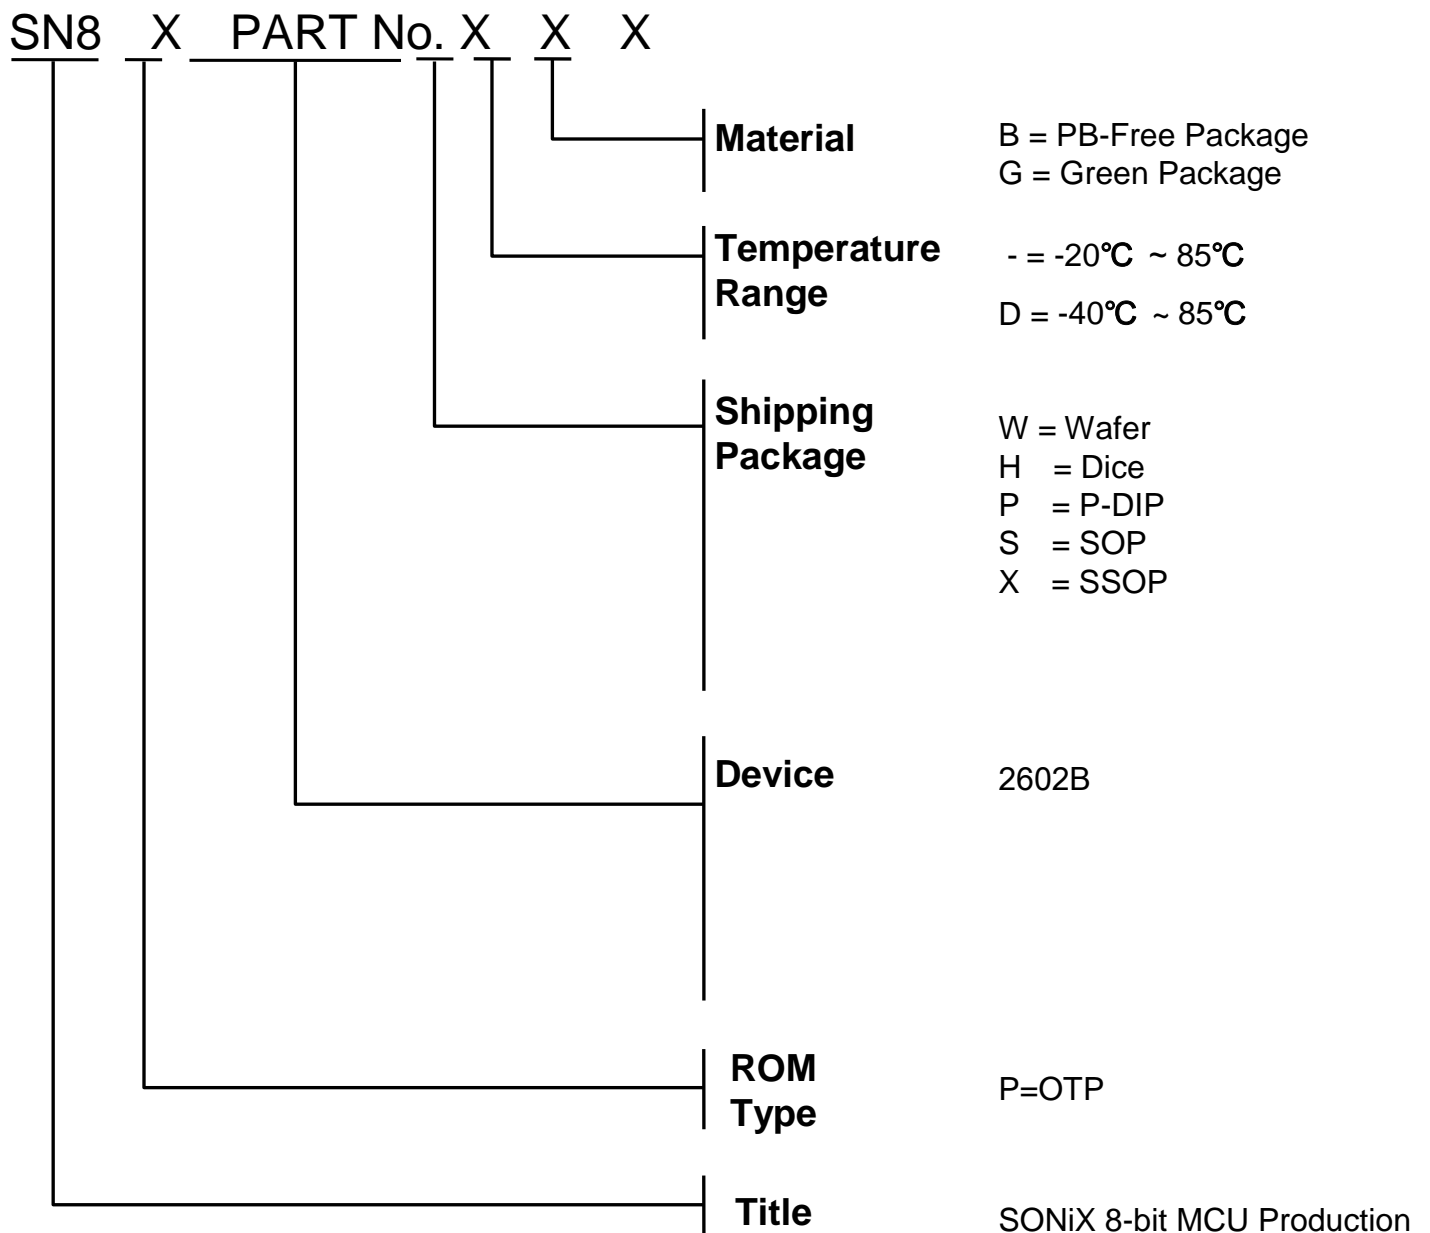 SN8 X PART No. X X X
Material
B = PB-Free Package
G = Green Package
Temperature
Range
- = -20℃ ~ 85℃
D = -40℃ ~ 85℃
Shipping
Package
W = Wafer
H = Dice
P = P-DIP
S = SOP
X = SSOP
Device
2602B
ROM
Type
P=OTP
Title
SONiX 8-bit MCU Production